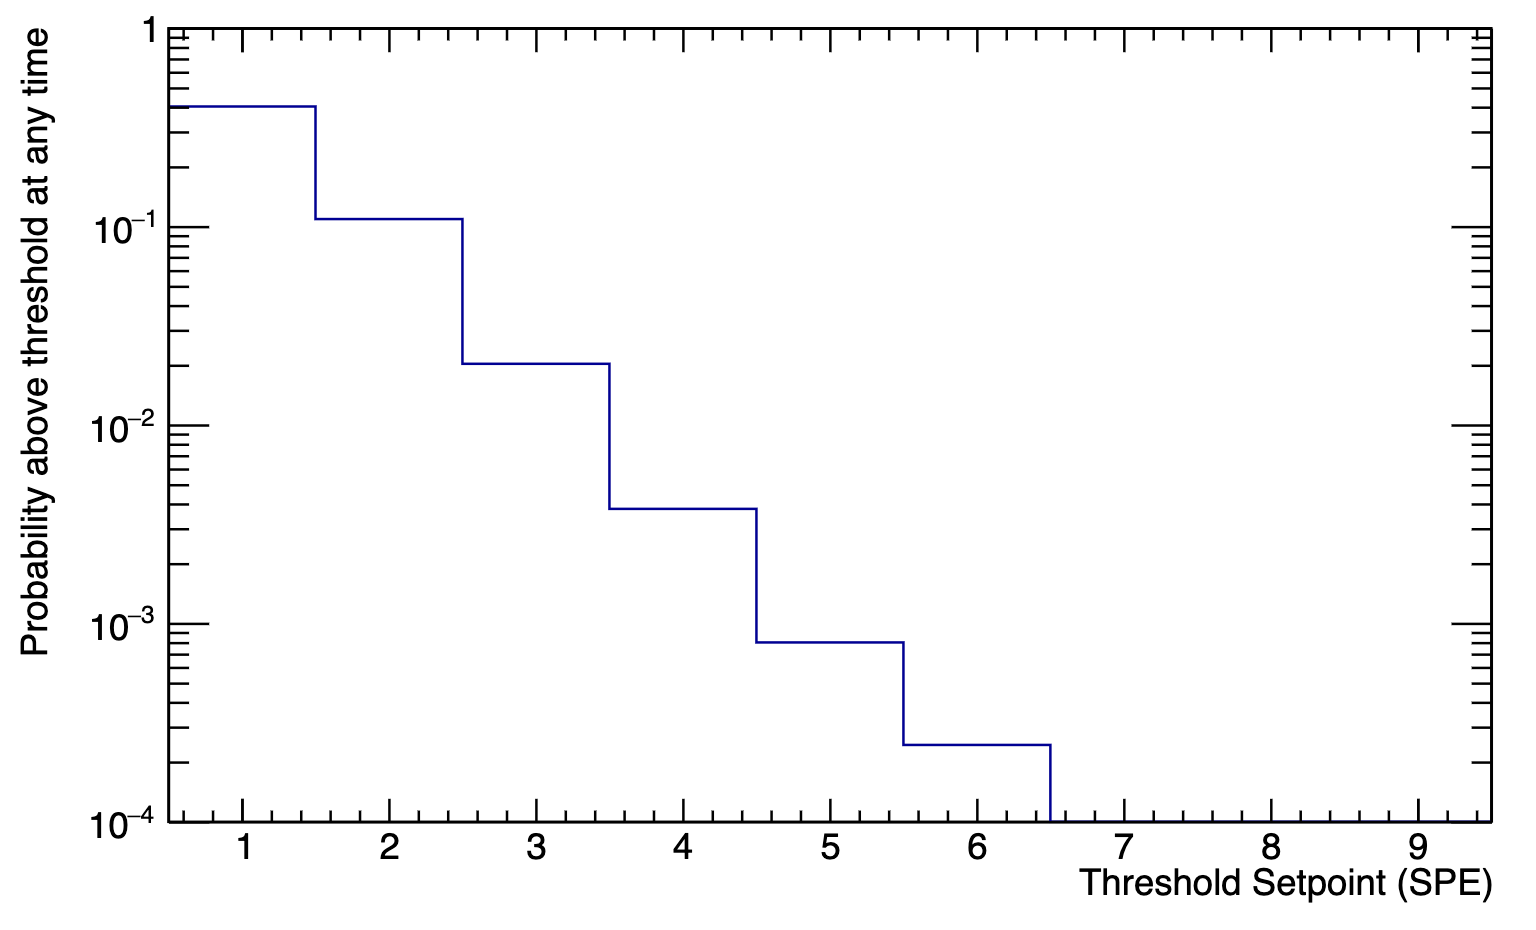 Probability above threshold at any time
1
10⁻¹
10⁻²
10⁻³
10⁻⁴
1 2 3 4 5 6 7 8 9
Threshold Setpoint (SPE)